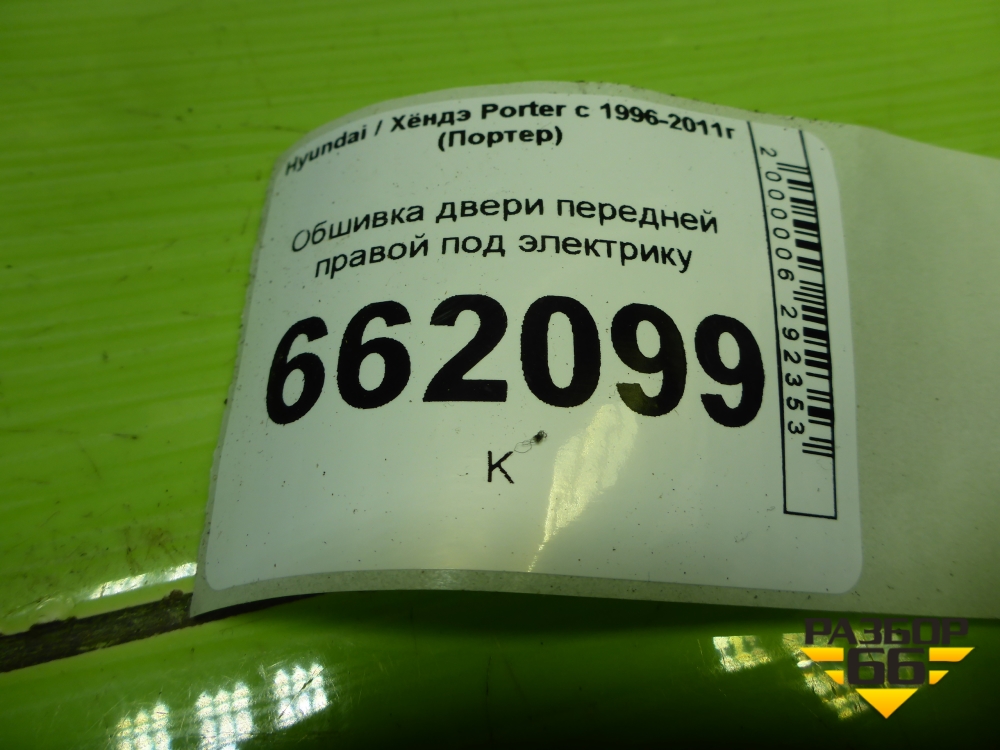 Hyundai / Хёндэ Porter с 1996-2011г
(Портер)
Обшивка двери передней
правой под электрику
662099
К
2000006292353
РАЗБОР
66